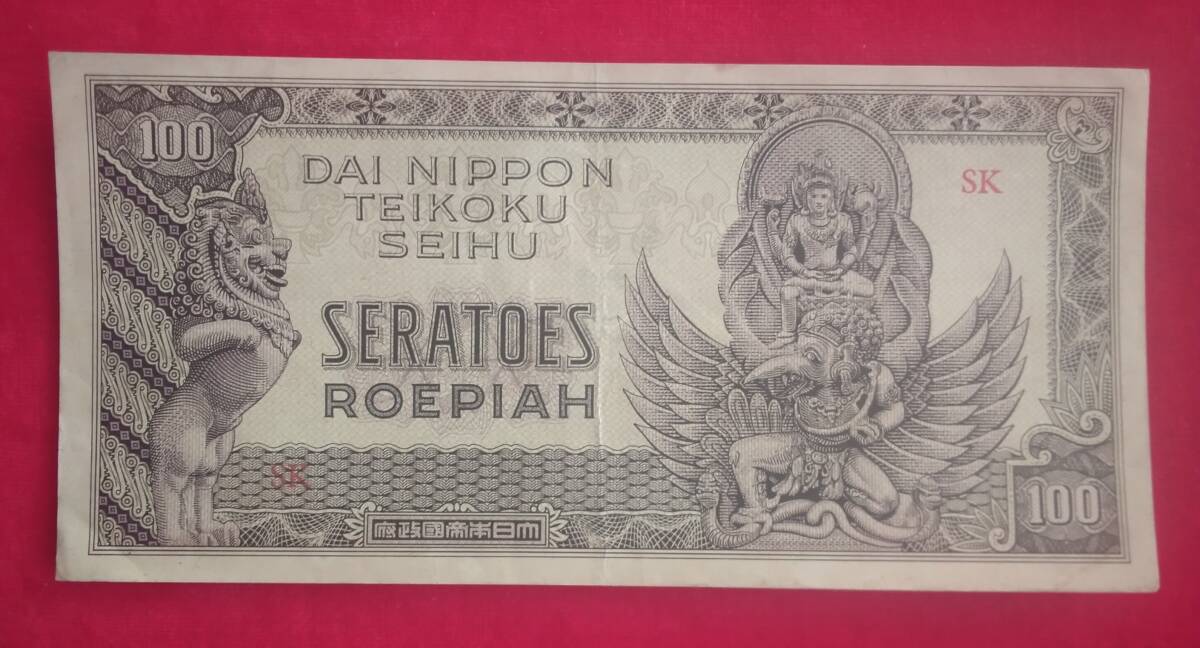 100
DAI NIPPON
TEIKOKU
SEIHU
SK
SERATOES
ROEPIAH
SK
府政國帝本日大
100